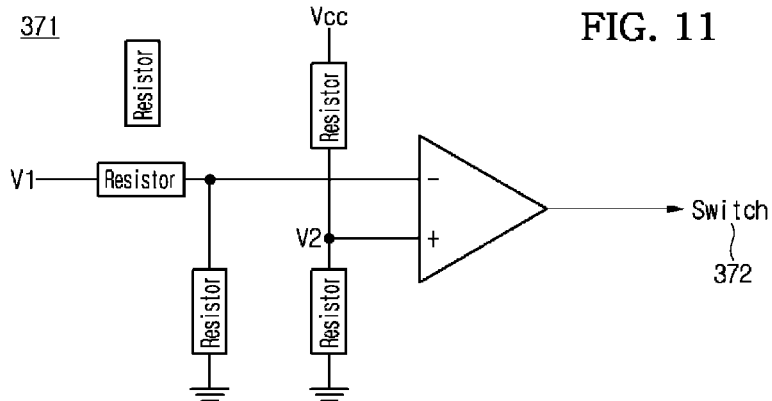 371
Vcc
FIG. 11
Resistor
Resistor
V1
Resistor
-
Switch
V2
+
372
Resistor
Resistor